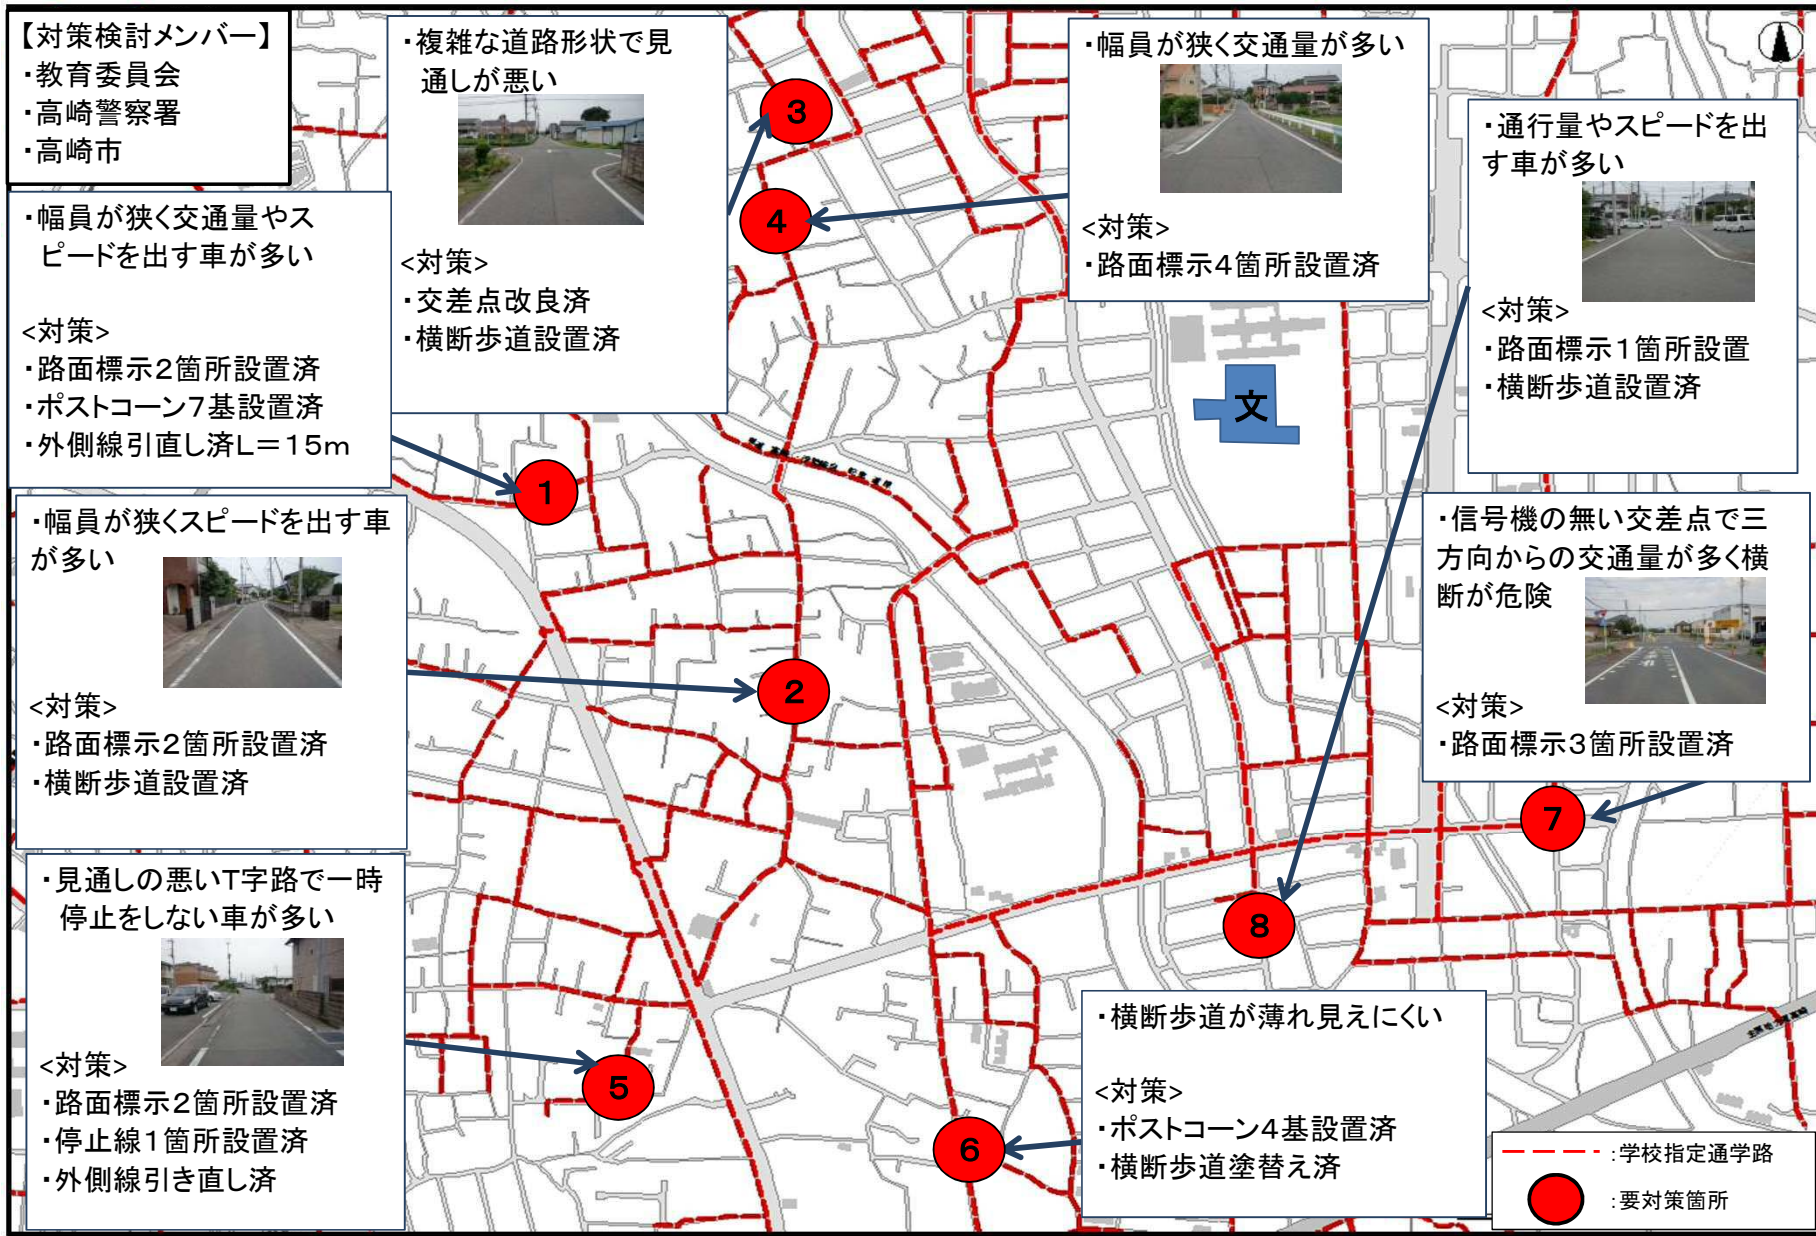 【対策検討メンバー】
・教育委員会
・高崎警察署
・高崎市
・幅員が狭く交通量やス
ピードを出す車が多い
<対策>
・路面標示2箇所設置済
・ポストコーン7基設置済
・外側線引直し済L=15m
・複雑な道路形状で見
通しが悪い
<対策>
・交差点改良済
・横断歩道設置済
・幅員が狭く交通量が多い
<対策>
・路面標示4箇所設置済
・通行量やスピードを出
す車が多い
<対策>
・路面標示1箇所設置
・横断歩道設置済
・幅員が狭くスピードを出す車
が多い
<対策>
・路面標示2箇所設置済
・横断歩道設置済
・信号機の無い交差点で三
方向からの交通量が多く横
断が危険
<対策>
・路面標示3箇所設置済
・見通しの悪いT字路で一時
停止をしない車が多い
<対策>
・路面標示2箇所設置済
・停止線1箇所設置済
・外側線引き直し済
・横断歩道が薄れ見えにくい
<対策>
・ポストコーン4基設置済
・横断歩道塗替え済
3
4
文
1
2
7
8
5
6
:学校指定通学路
:要対策箇所